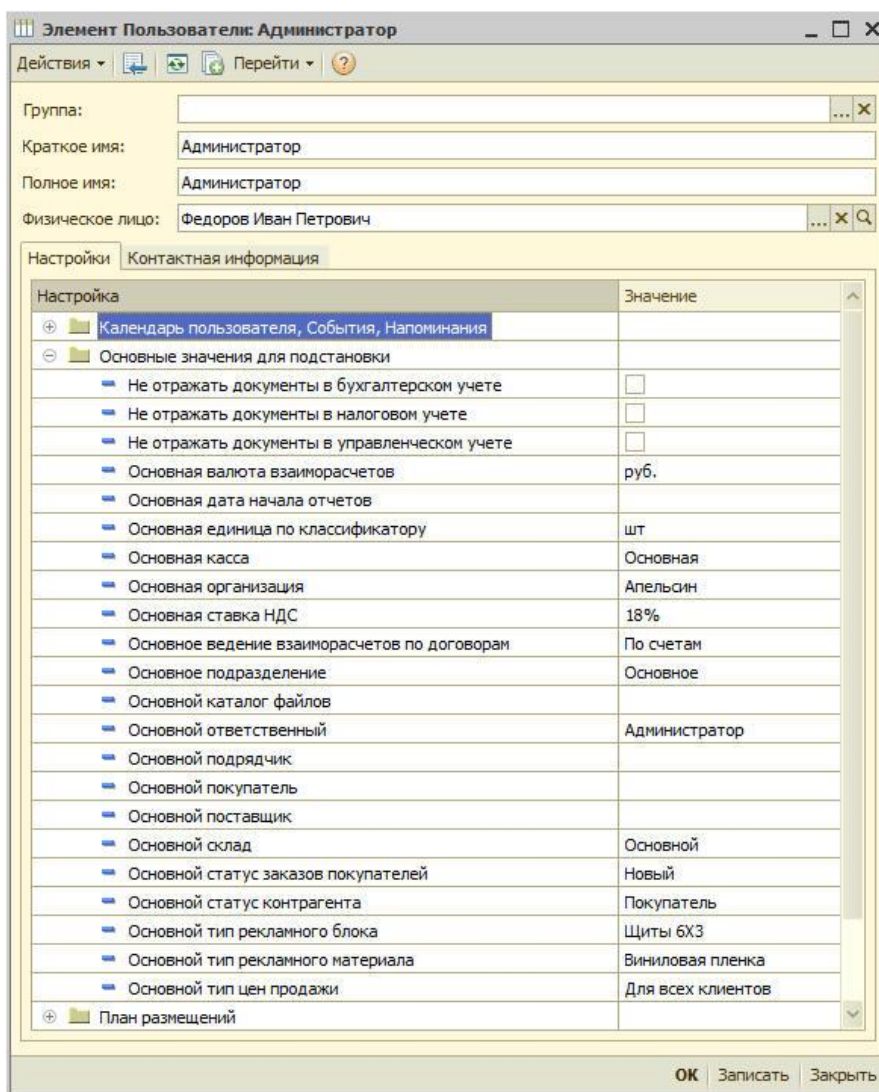 Элемент Пользователи: Администратор
Действия Перейти
Группа:
Краткое имя: Администратор
Полное имя: Администратор
Физическое лицо: Федоров Иван Петрович
Настройки Контактная информация
Настройка Значение
Календарь пользователя, События, Напоминания
Основные значения для подстановки
Не отражать документы в бухгалтерском учете
Не отражать документы в налоговом учете
Не отражать документы в управленческом учете
Основная валюта взаиморасчетов руб.
Основная дата начала отчетов
Основная единица по классификатору шт
Основная касса Основная
Основная организация Апельсин
Основная ставка НДС 18%
Основное ведение взаиморасчетов по договорам По счетам
Основное подразделение Основное
Основной каталог файлов
Основной ответственный Администратор
Основной подрядчик
Основной покупатель
Основной поставщик
Основной склад Основной
Основной статус заказов покупателей Новый
Основной статус контрагента Покупатель
Основной тип рекламного блока Щиты 6Х3
Основной тип рекламного материала Виниловая пленка
Основной тип цен продажи Для всех клиентов
План размещений
ОК Записать Закрыть